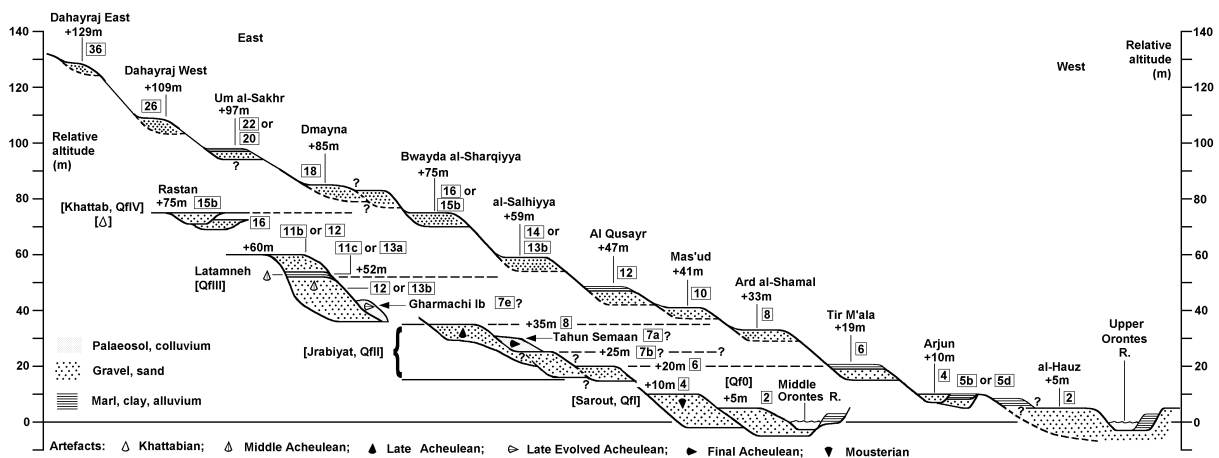 140
120
100
80
60
40
20
0
Relative
altitude
(m)
East
West
Relative
altitude
(m)
140
120
100
80
60
40
20
0
Dahayraj East
+129m
36
Dahayraj West
+109m
26
Um al-Sakhr
+97m
22 or
20
?
Dmayna
+85m
18
?
?
Bwayda al-Sharqiyya
+75m
16 or
15b
al-Salhiyya
+59m
14 or
13b
Al Qusayr
+47m
12
Mas'ud
+41m
10
Ard al-Shamal
+33m
8
Tir M'ala
+19m
6
Arjun
+10m
4
5b or 5d
?
?
al-Hauz
+5m
2
Upper
Orontes
R.
[Khattab, QfIV]
[△]
Rastan
+75m 15b
16
Latamneh
[QfIII]
+60m
11b or 12
11c or 13a
+52m
12 or 13b
Gharmachi Ib 7e ?
[Jrabiyat, QfII]
+35m 8
Tahun Semaan 7a ?
+25m 7b ?
?
?
?
?
+20m 6
[Sarout, QfI]
+10m 4
[Qf0]
+5m 2
Middle
Orontes R.
Palaeosol, colluvium
Gravel, sand
Marl, clay, alluvium
Artefacts: Khattabian; Middle Acheulean; Late Acheulean; Late Evolved Acheulean; Final Acheulean; Mousterian